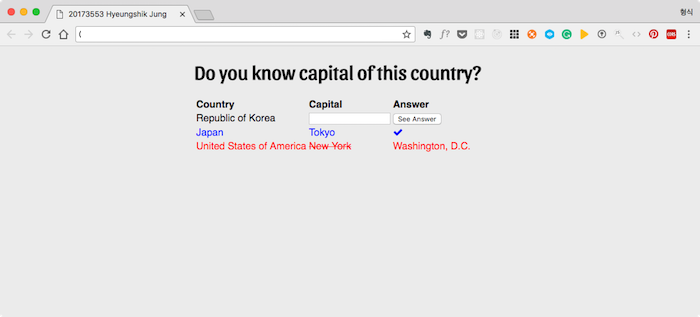 20173553 Hyeungshik Jung
형식
Do you know capital of this country?
Country Capital Answer
Republic of Korea See Answer
Japan Tokyo
United States of America New York Washington, D.C.